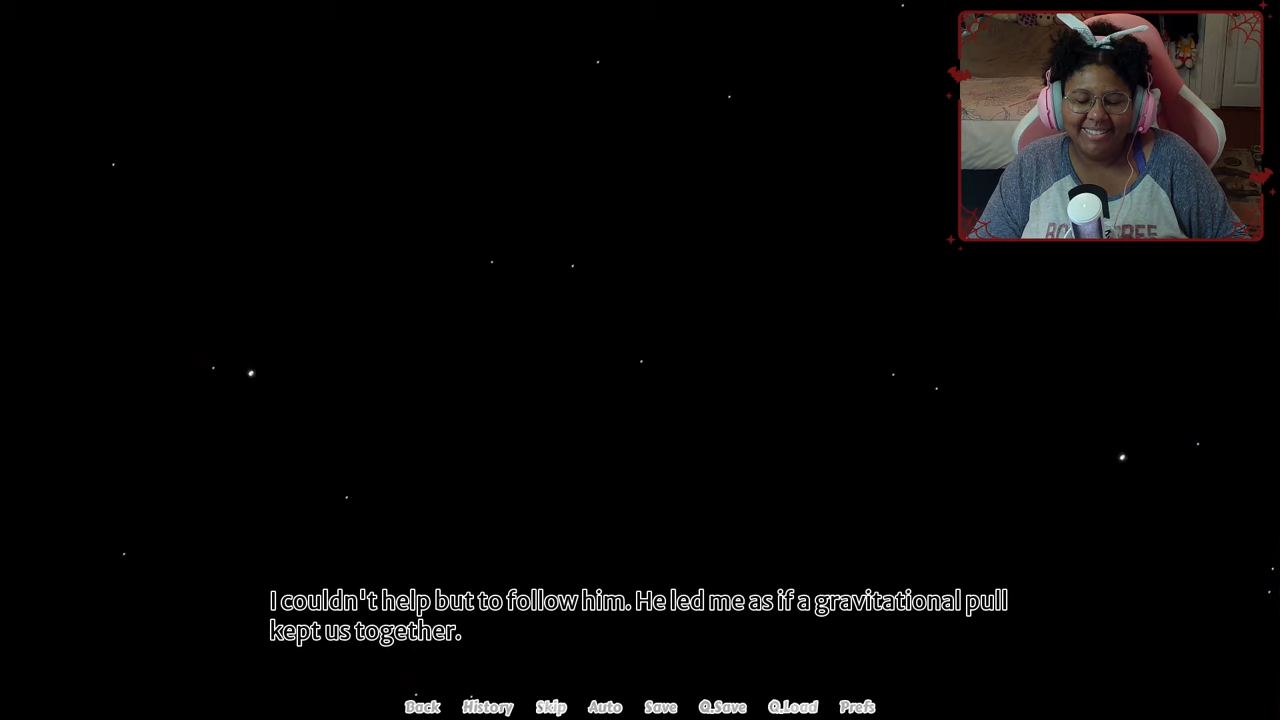 I couldn't help but to follow him. He led me as if a gravitational pull
kept us together.
Back History Skip Auto Save Q.Save Q.Load Prefs